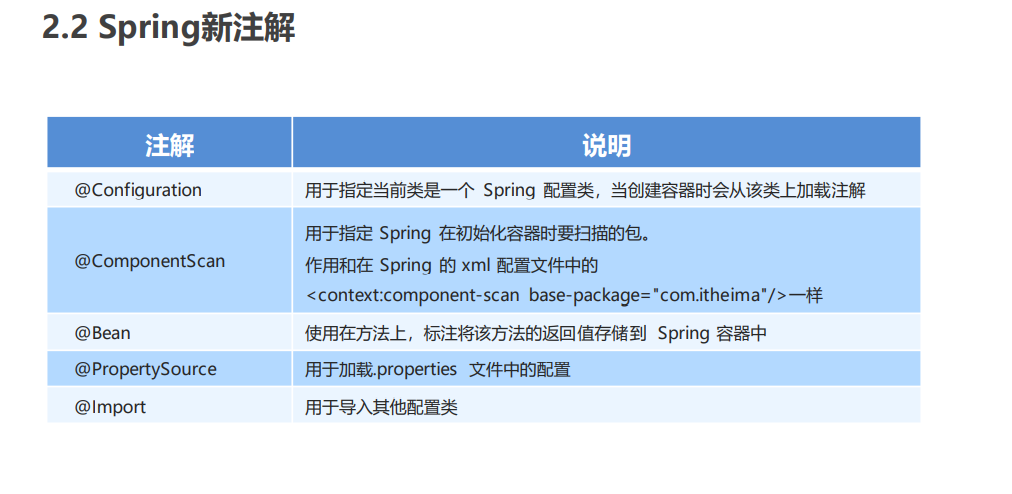 2.2 Spring新注解
注解 说明
@Configuration 用于指定当前类是一个 Spring 配置类，当创建容器时会从该类上加载注解
@ComponentScan
用于指定 Spring 在初始化容器时要扫描的包。
作用和在 Spring 的 xml 配置文件中的
<context:component-scan base-package="com.itheima"/>一样
@Bean 使用在方法上，标注将该方法的返回值存储到 Spring 容器中
@PropertySource 用于加载.properties 文件中的配置
@Import 用于导入其他配置类